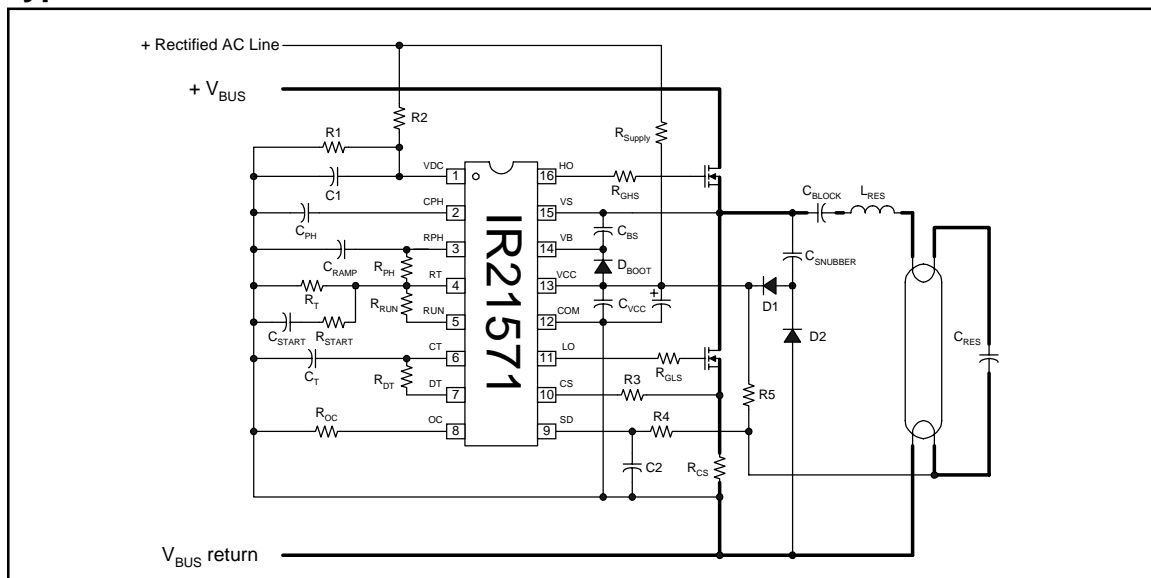 + Rectified AC Line
+ VBUS
R2
RSupply
R1
VDC
HO
1
16
C1
RGHS
CBLOCK
LRES
CPH
VS
2
15
CPH
CBS
RPH
VB
3
14
CRAMP
RPH
DBOOT
CSNUBBER
RT
VCC
4
13
RT
RRUN
CVCC
+
D1
RUN
COM
5
12
CSTART
RSTART
D2
CRES
CT
LO
6
11
CT
RDT
RGLS
DT
CS
7
10
R3
R5
ROC
OC
SD
8
9
R4
C2
RCS
IR21571
VBUS return